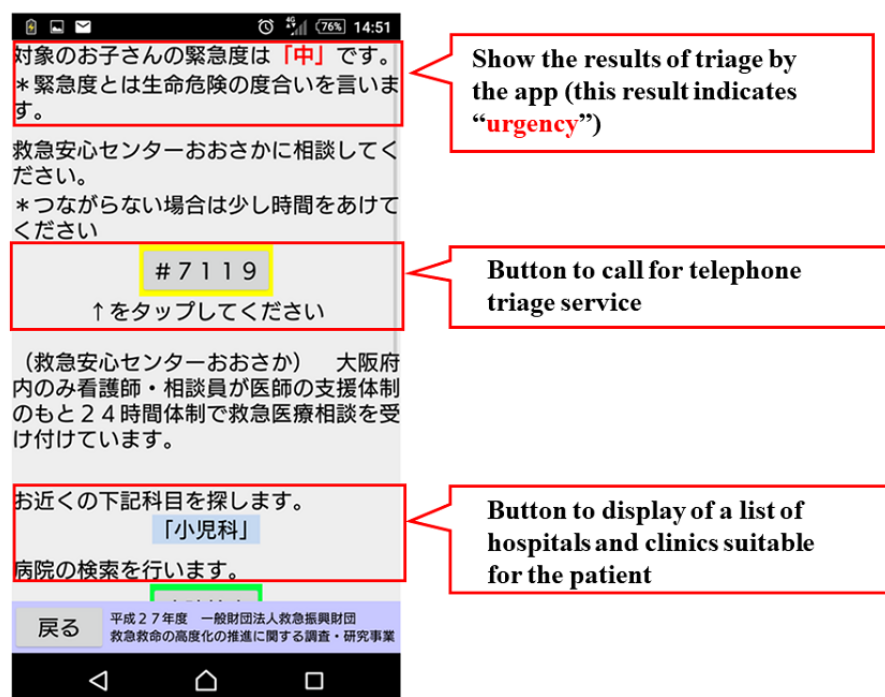 4G 76% 14:51
対象のお子さんの緊急度は「中」です。
＊緊急度とは生命危険の度合いを言いま
す。
救急安心センターおおさかに相談してく
ださい。
＊つながらない場合は少し時間をあけて
ください
＃７１１９
↑をタップしてください
（救急安心センターおおさか）　大阪府
内のみ看護師・相談員が医師の支援体制
のもと２４時間体制で救急医療相談を受
け付けています。
お近くの下記科目を探します。
「小児科」
病院の検索を行います。
戻る
平成２７年度　一般財団法人救急振興財団
救急救命の高度化の推進に関する調査・研究事業
Show the results of triage by
the app (this result indicates
“urgency”)
Button to call for telephone
triage service
Button to display of a list of
hospitals and clinics suitable
for the patient